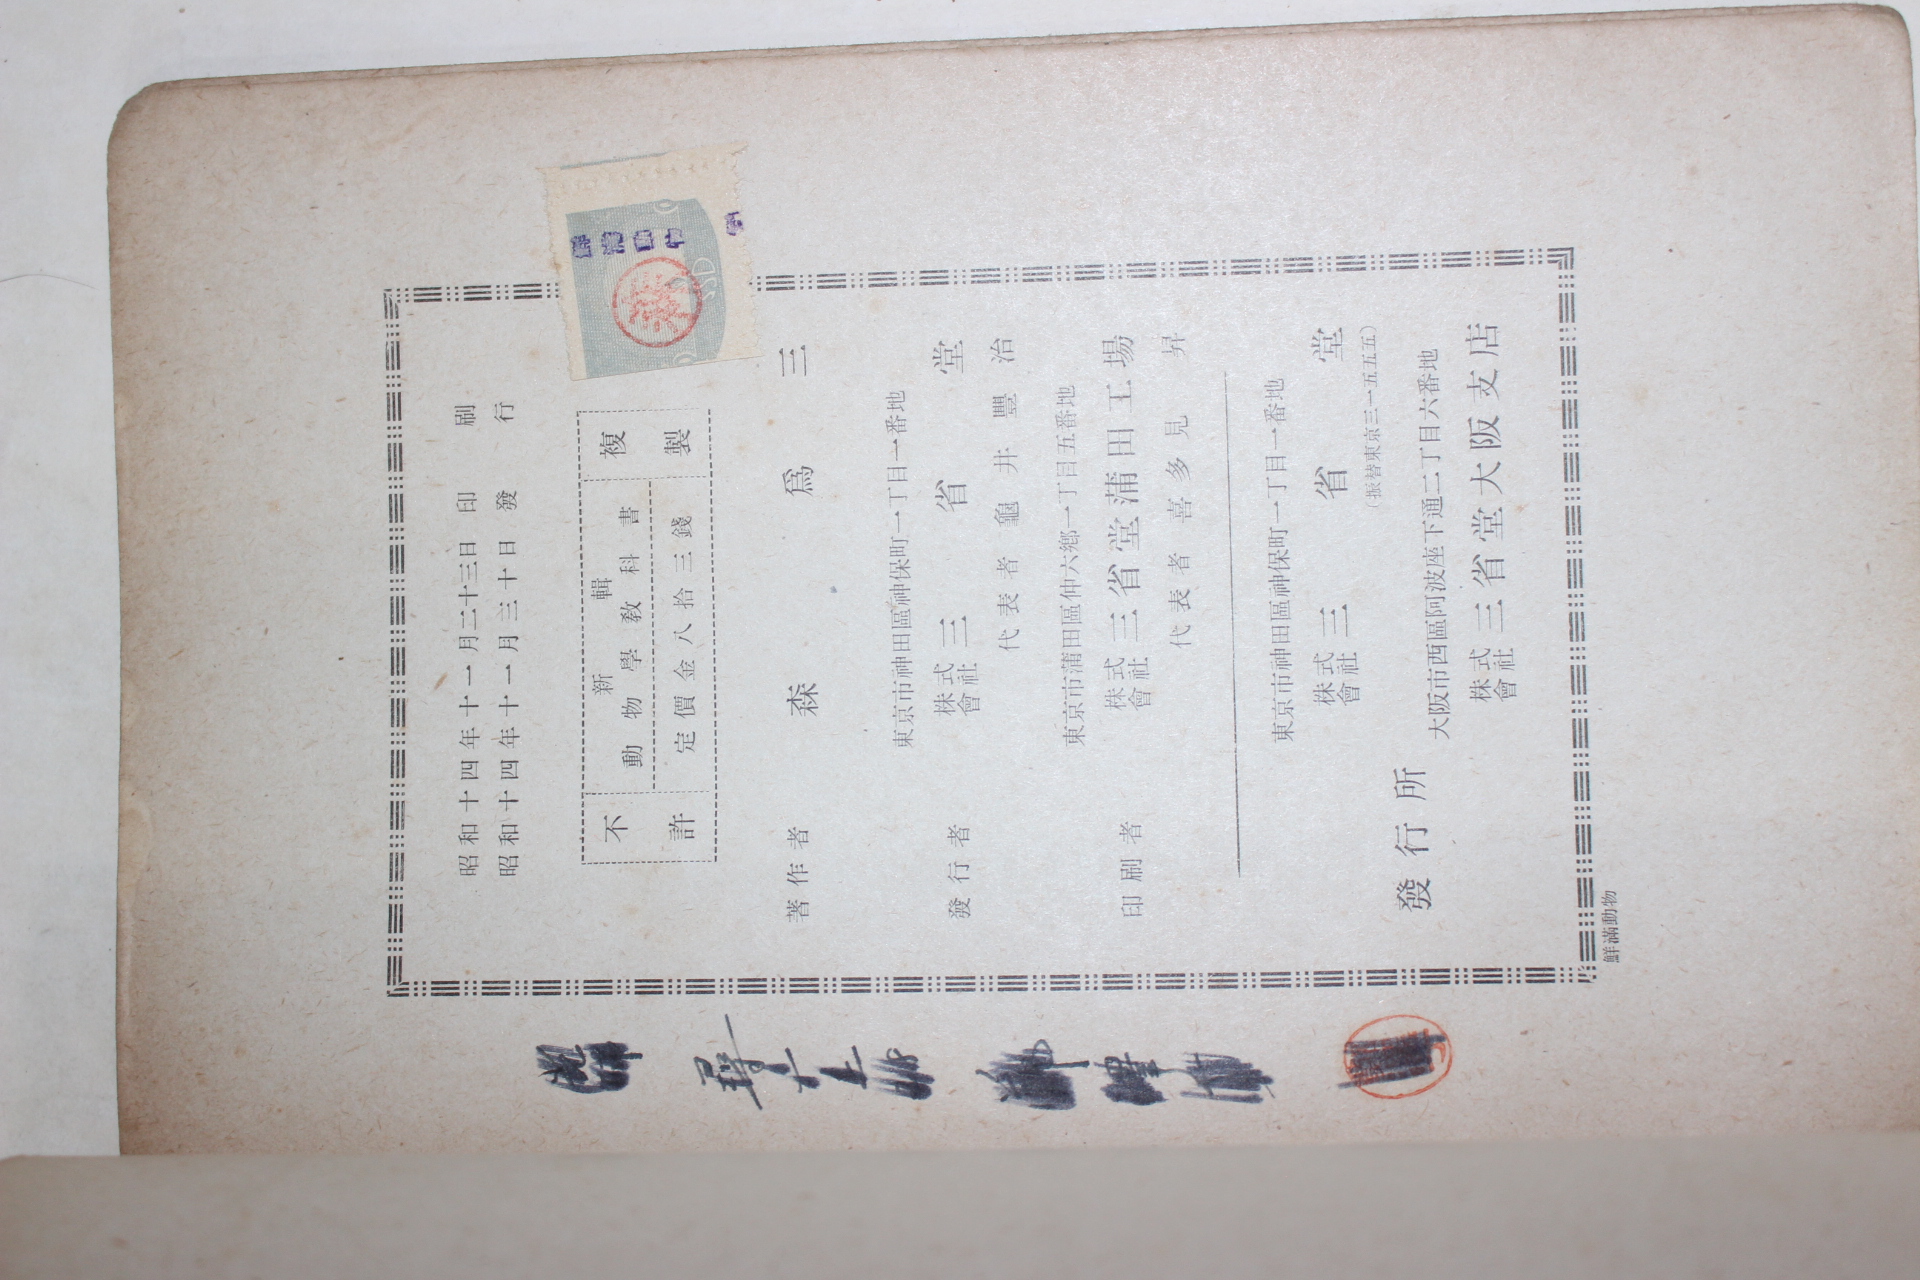 昭和十四年十一月二十三日印刷
昭和十四年十一月三十日發行
不許
複製
新輯
動物學教科書
定價金八拾三錢
著作者
森爲三
東京市神田區神保町一丁目一番地
發行者
株式會社三省堂
代表者龜井豐治
東京市蒲田區仲六鄉一丁目五番地
印刷者
株式會社三省堂蒲田工場
代表者喜多見昇
發行所
東京市神田區神保町一丁目一番地
株式會社三省堂
（振替東京三一五五五）
大阪市西區阿波座下通二丁目六番地
株式會社三省堂大阪支店
鮮滿動物
森
SSD